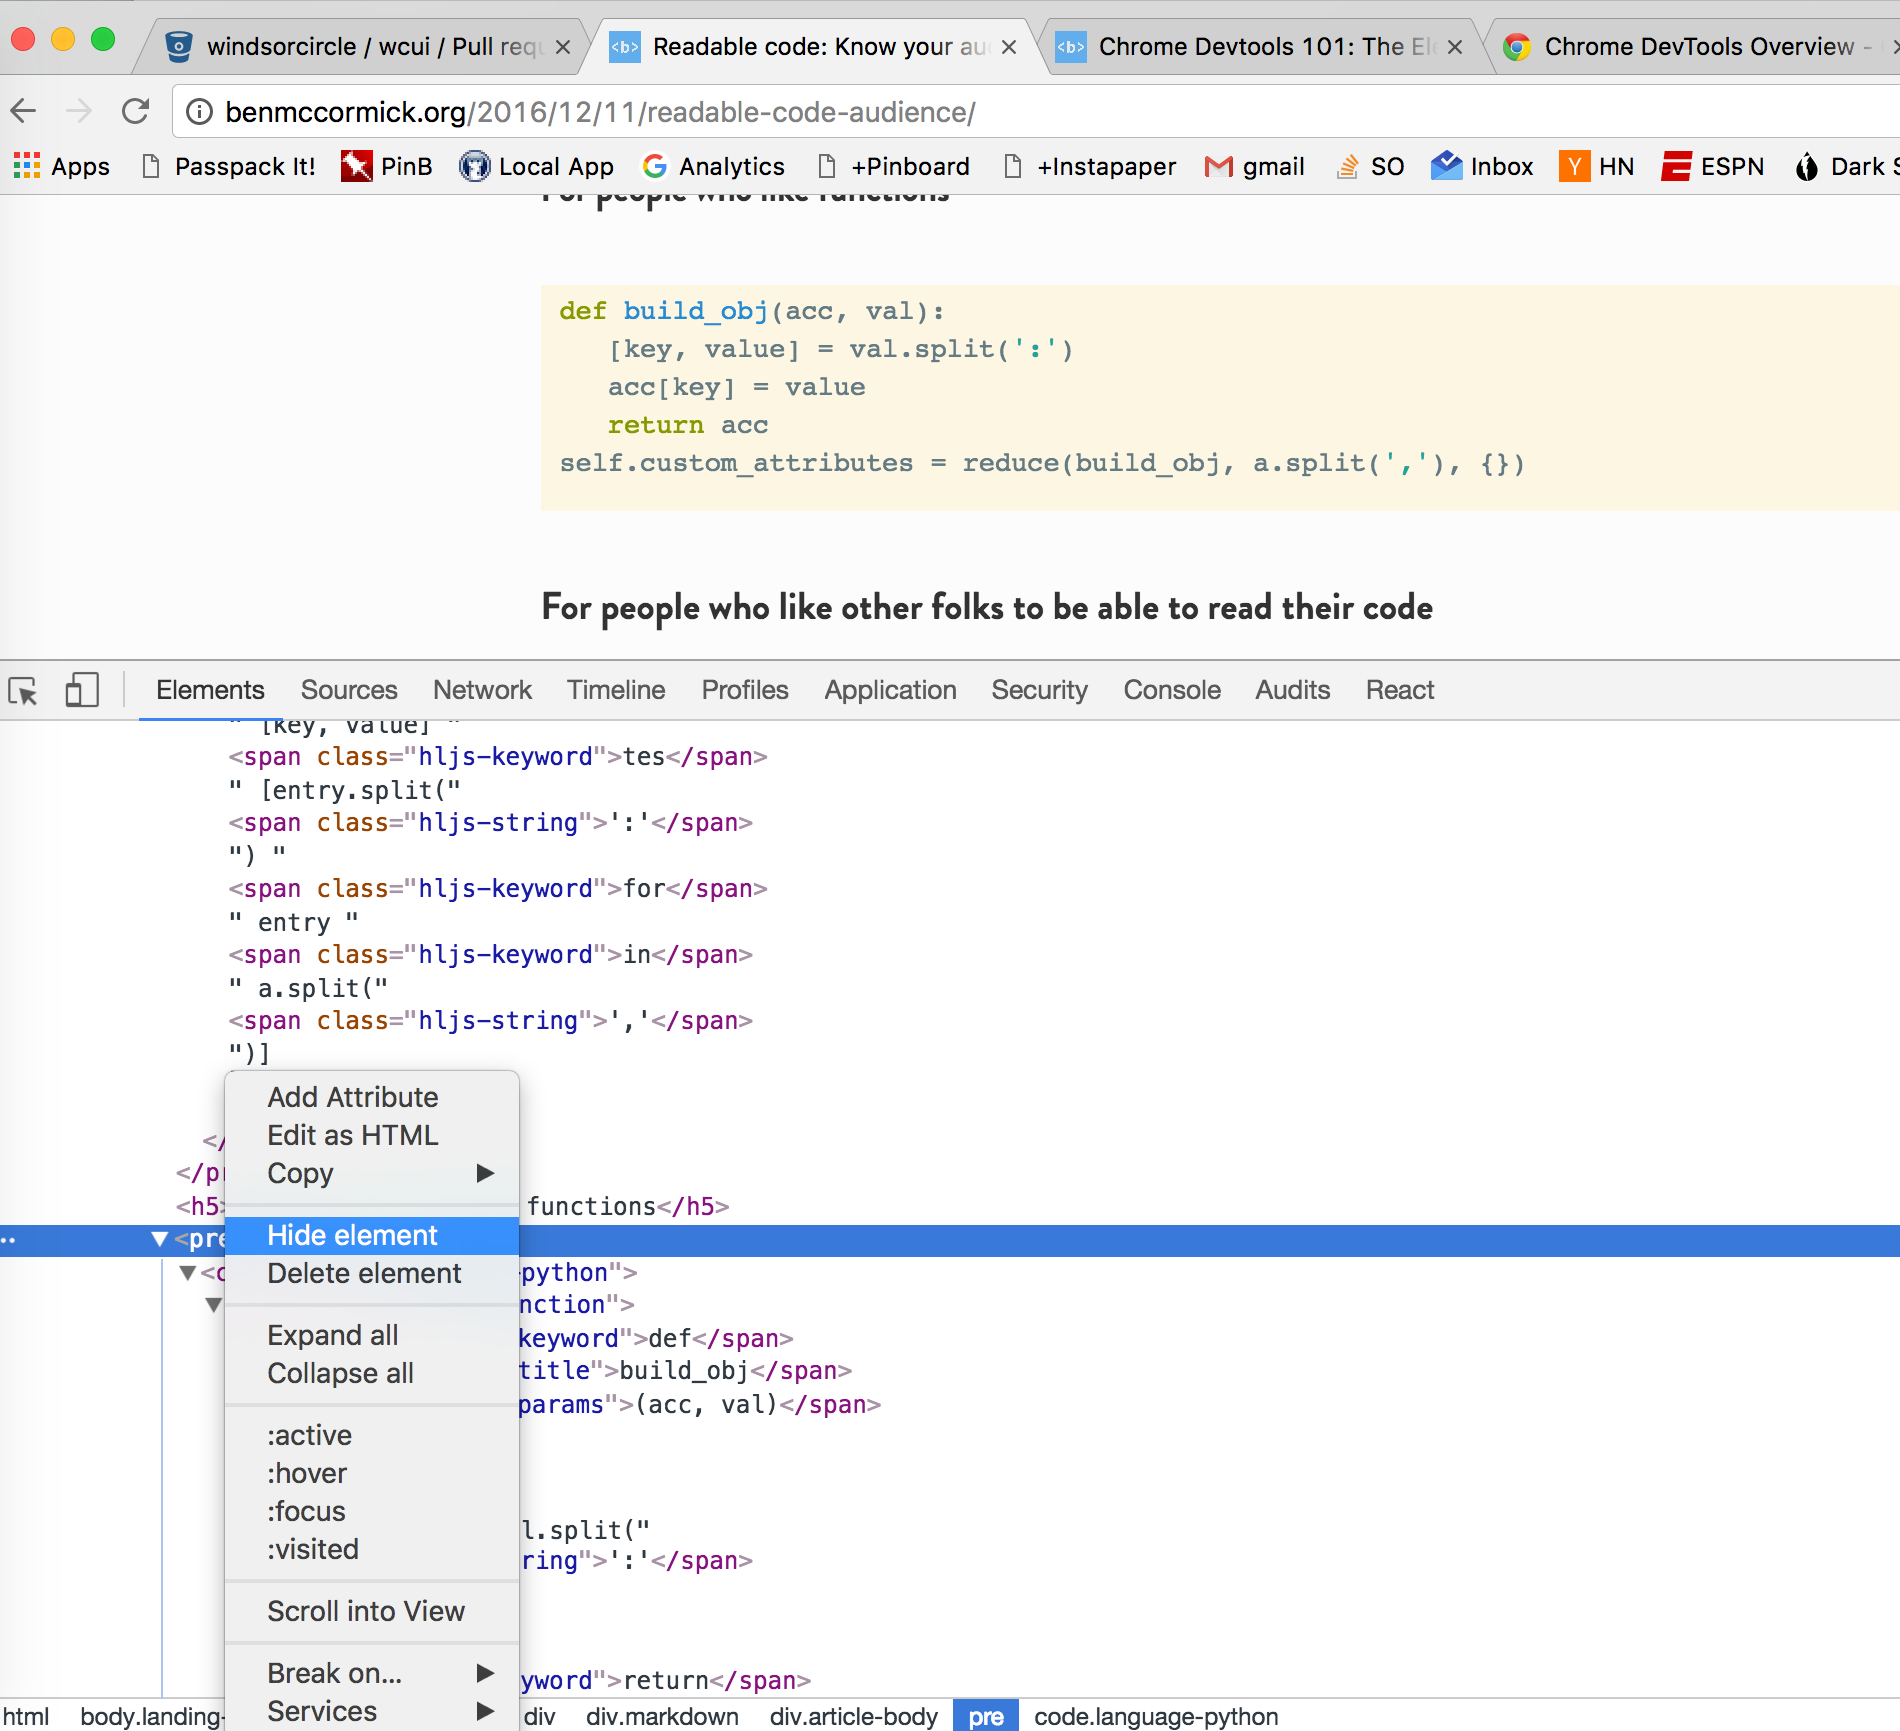 windsorcircle / wcui / Pull requ
Readable code: Know your au
Chrome Devtools 101: The Ele
Chrome DevTools Overview -
benmccormick.org/2016/12/11/readable-code-audience/
Apps Passpack It! PinB Local App Analytics +Pinboard +Instapaper gmail SO Inbox HN ESPN Dark S
For people who like functions
def build_obj(acc, val):
[key, value] = val.split(':')
acc[key] = value
return acc
self.custom_attributes = reduce(build_obj, a.split(','), {})
For people who like other folks to be able to read their code
Elements Sources Network Timeline Profiles Application Security Console Audits React
" [key, value] "
<span class="hljs-keyword">tes</span>
" [entry.split("
<span class="hljs-string">':'</span>
") "
<span class="hljs-keyword">for</span>
" entry "
<span class="hljs-keyword">in</span>
" a.split("
<span class="hljs-string">','</span>
")]
Add Attribute
Edit as HTML
</
Copy
</pr
<h5> functions</h5>
Hide element
<pre
Delete element
<c python">
nction">
Expand all
keyword">def</span>
Collapse all
title">build_obj</span>
params">(acc, val)</span>
:active
:hover
:focus
l.split("
:visited
ring">':'</span>
Scroll into View
Break on...
yword">return</span>
Services
html body.landing- div div.markdown div.article-body pre code.language-python